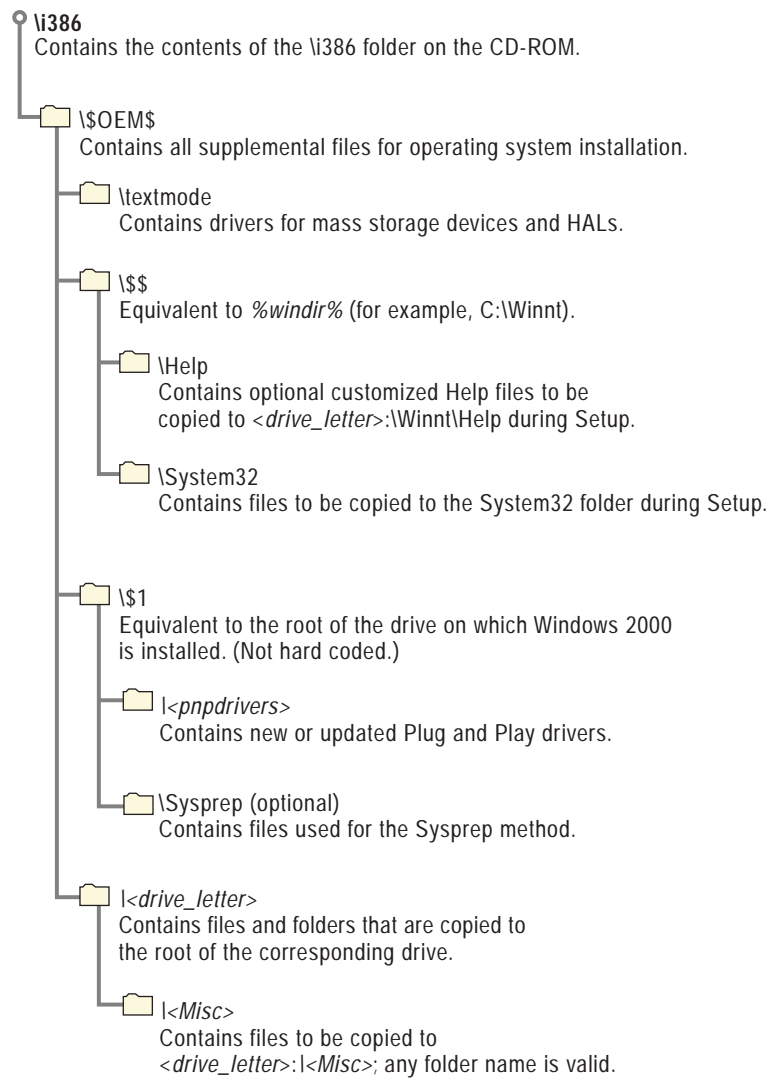 \i386
Contains the contents of the \i386 folder on the CD-ROM.
\$OEM$
Contains all supplemental files for operating system installation.
\textmode
Contains drivers for mass storage devices and HALs.
\$$
Equivalent to %windir% (for example, C:\Winnt).
\Help
Contains optional customized Help files to be
copied to <drive_letter>:\Winnt\Help during Setup.
\System32
Contains files to be copied to the System32 folder during Setup.
\$1
Equivalent to the root of the drive on which Windows 2000
is installed. (Not hard coded.)
\<pnpdrivers>
Contains new or updated Plug and Play drivers.
\Sysprep (optional)
Contains files used for the Sysprep method.
\<drive_letter>
Contains files and folders that are copied to
the root of the corresponding drive.
\<Misc>
Contains files to be copied to
<drive_letter>:\<Misc>; any folder name is valid.